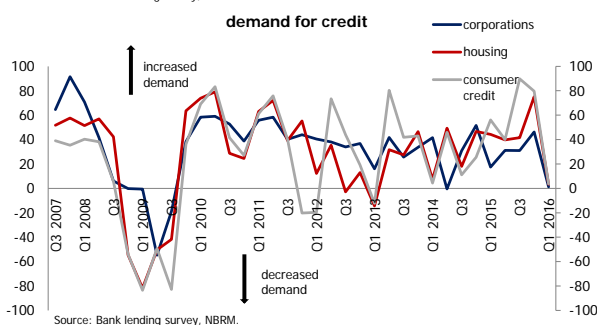 demand for credit
corporations
housing
consumer
credit
increased
demand
100
80
60
40
20
0
-20
-40
-60
-80
-100
100
80
60
40
20
0
-20
-40
-60
-80
-100
Q3 2007
Q1 2008
Q3
Q1 2009
Q3
Q1 2010
Q3
Q1 2011
Q3
Q1 2012
Q3
Q1 2013
Q3
Q1 2014
Q3
Q1 2015
Q3
Q1 2016
decreased
demand
Source: Bank lending survey, NBRM.